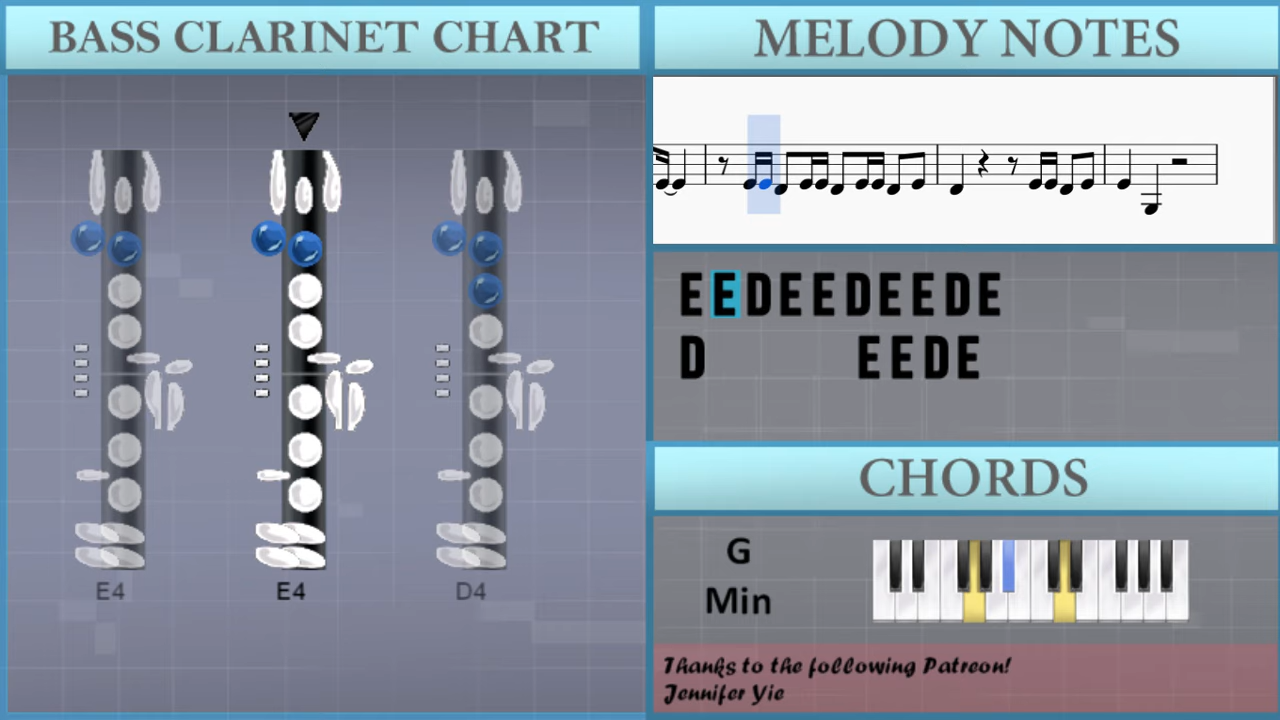 BASS CLARINET CHART
E4
E4
D4
MELODY NOTES
EEDEEDEEDE
D EEDE
CHORDS
G
Min
Thanks to the following Patreon!
Jennifer Yie